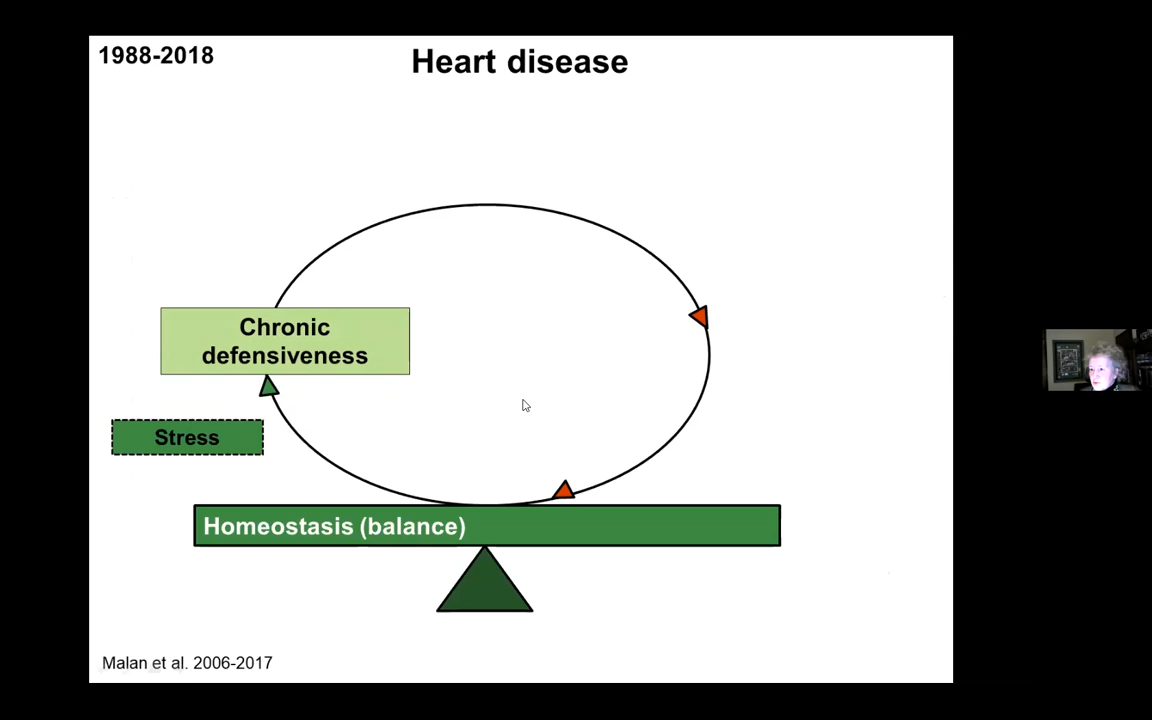 1988-2018
Heart disease
Chronic
defensiveness
Stress
Homeostasis (balance)
Malan et al. 2006-2017